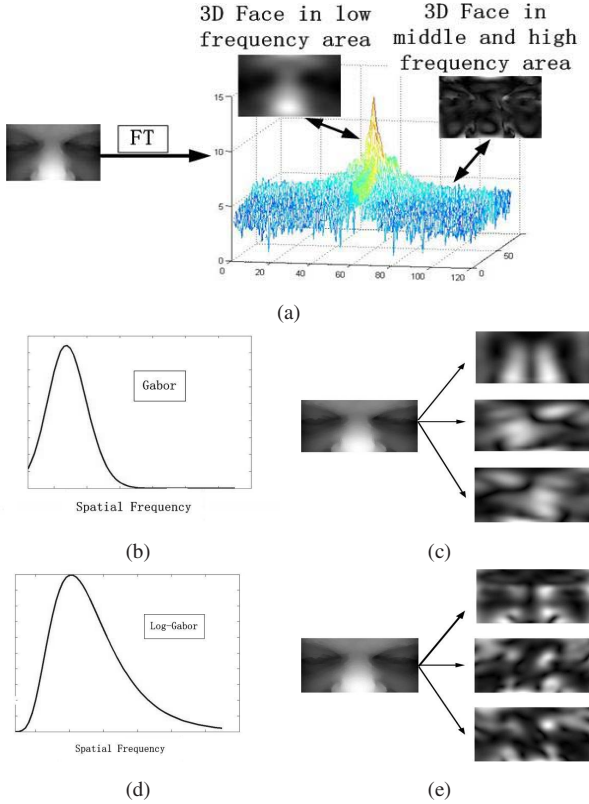 3D Face in low
frequency area
3D Face in
middle and high
frequency area
FT
15
10
5
0
0
20
40
60
80
100
120
0
50
(a)
Gabor
Spatial Frequency
(b)
(c)
Log-Gabor
Spatial Frequency
(d)
(e)